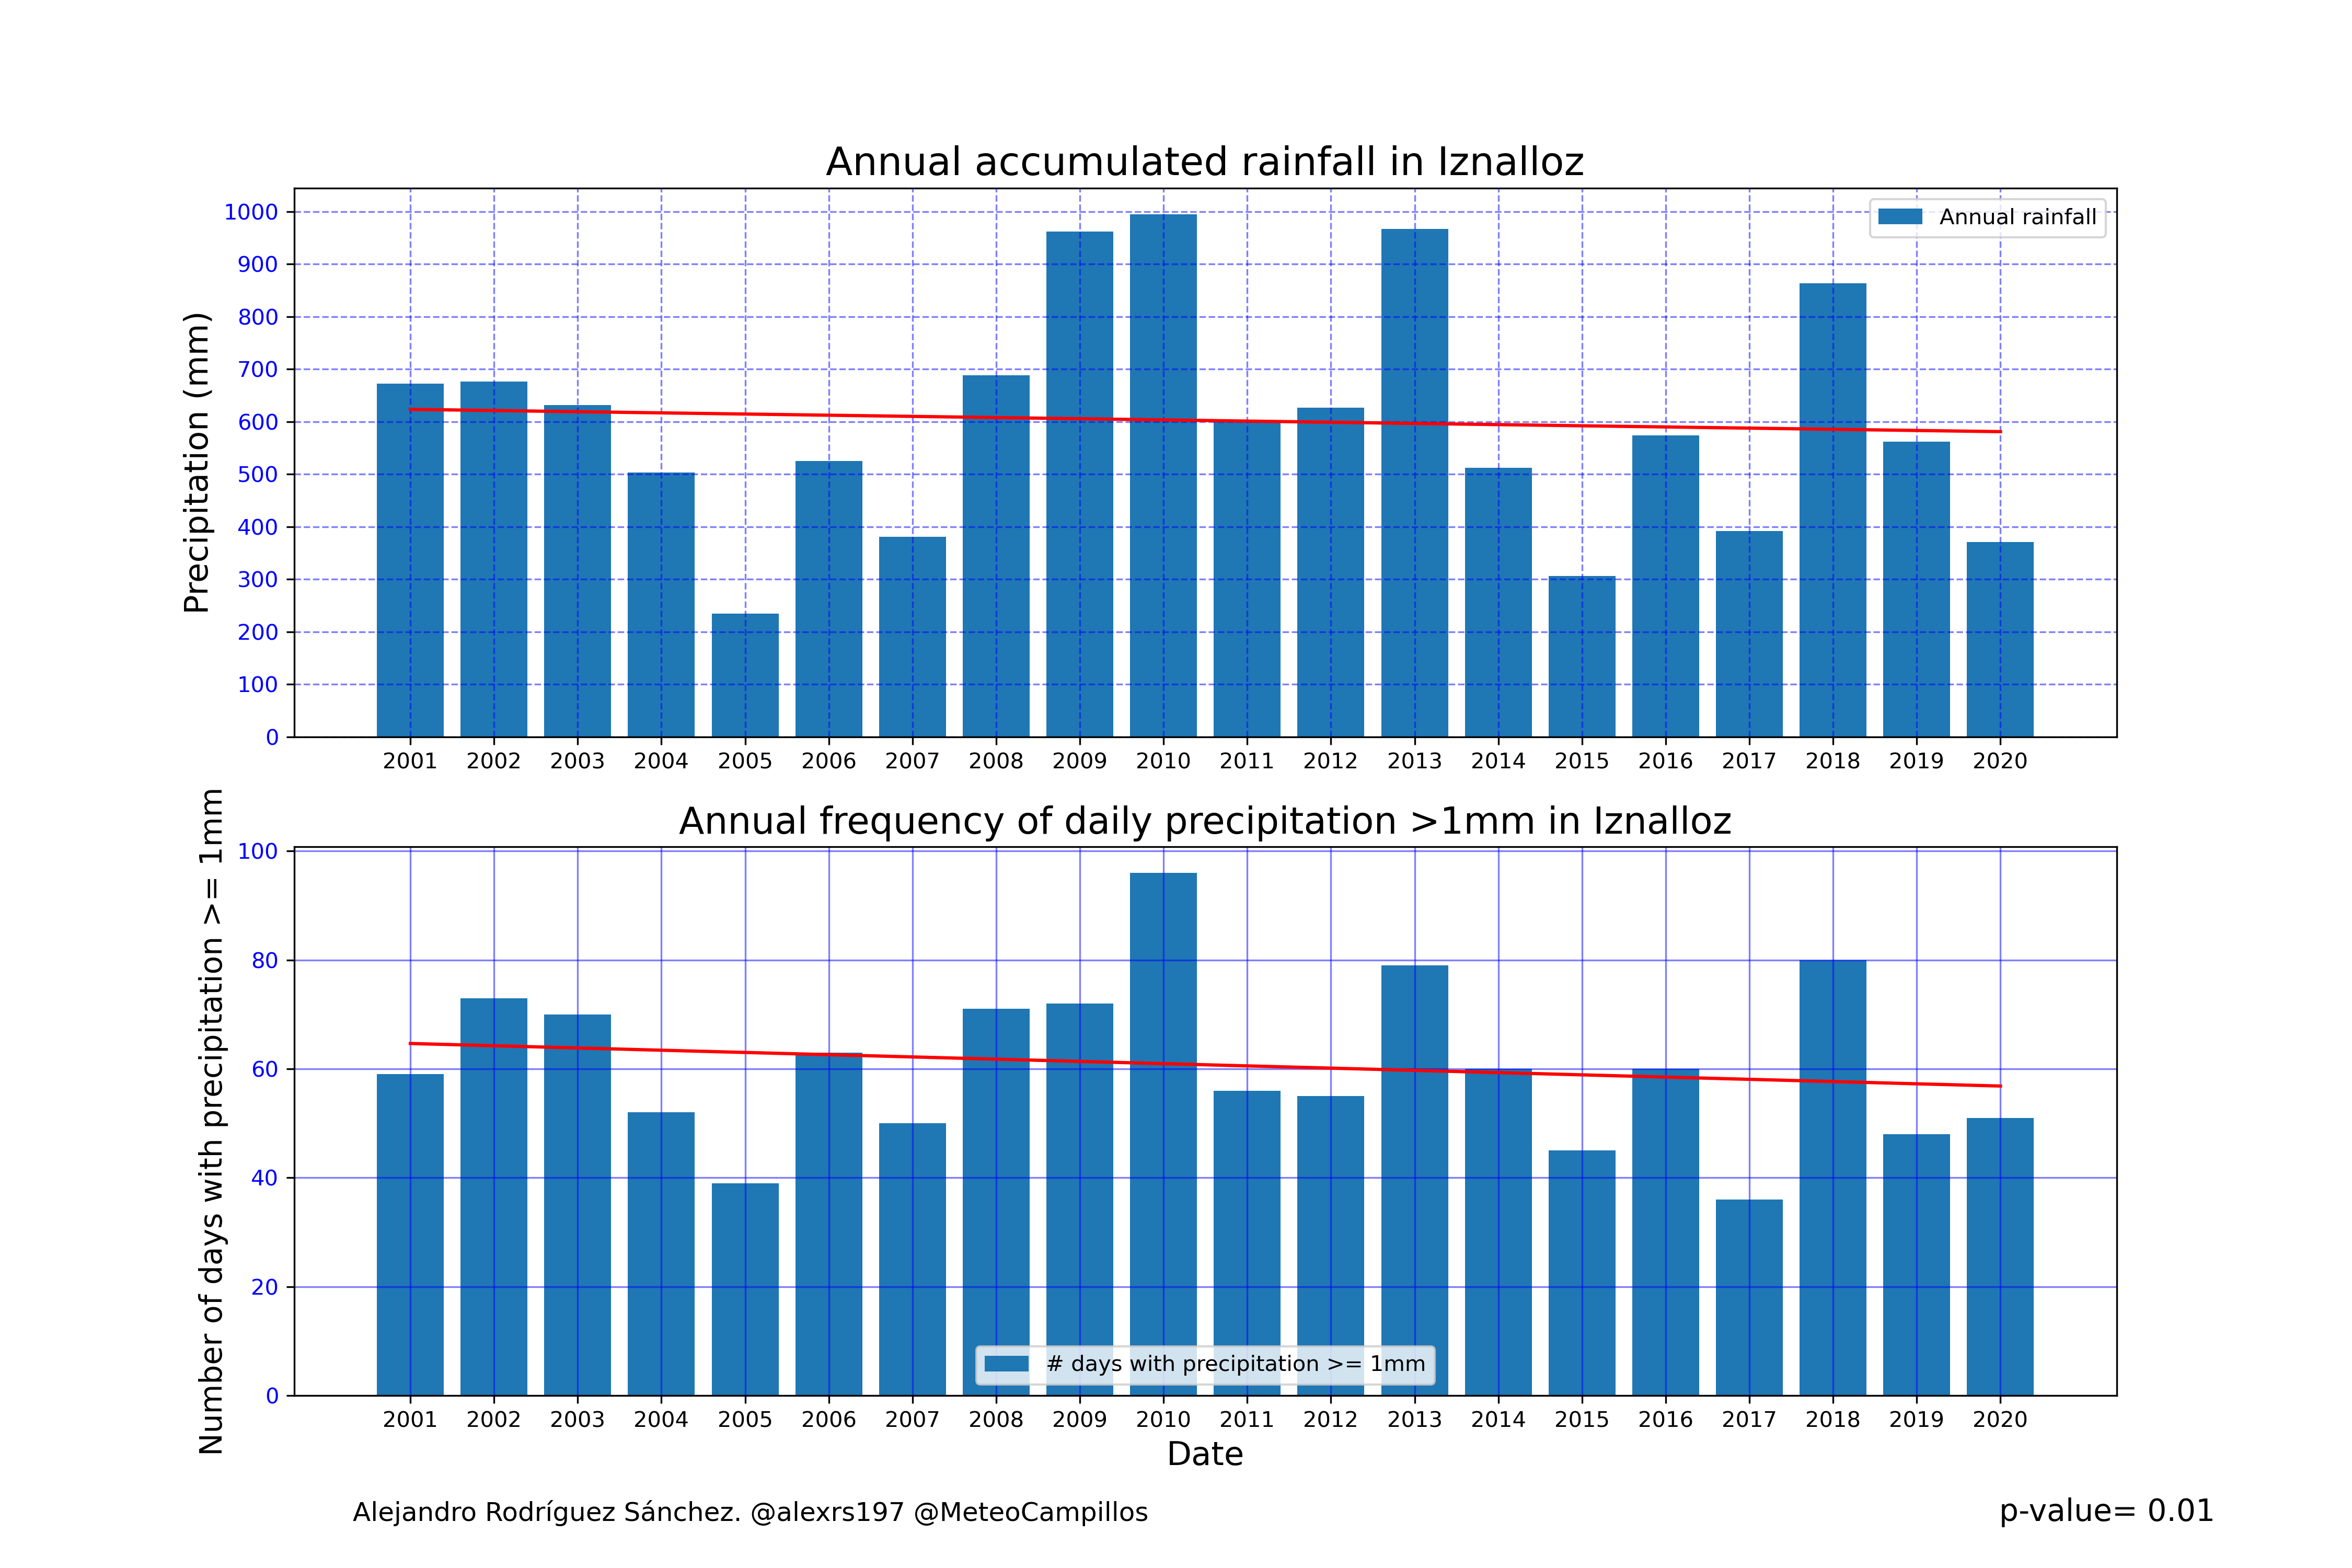 Annual accumulated rainfall in Iznalloz
Precipitation (mm)
1000
900
800
700
600
500
400
300
200
100
0
Annual rainfall
2001 2002 2003 2004 2005 2006 2007 2008 2009 2010 2011 2012 2013 2014 2015 2016 2017 2018 2019 2020
Annual frequency of daily precipitation >1mm in Iznalloz
Number of days with precipitation >= 1mm
100
80
60
40
20
0
# days with precipitation >= 1mm
2001 2002 2003 2004 2005 2006 2007 2008 2009 2010 2011 2012 2013 2014 2015 2016 2017 2018 2019 2020
Date
Alejandro Rodríguez Sánchez. @alexrs197 @MeteoCampillos
p-value= 0.01